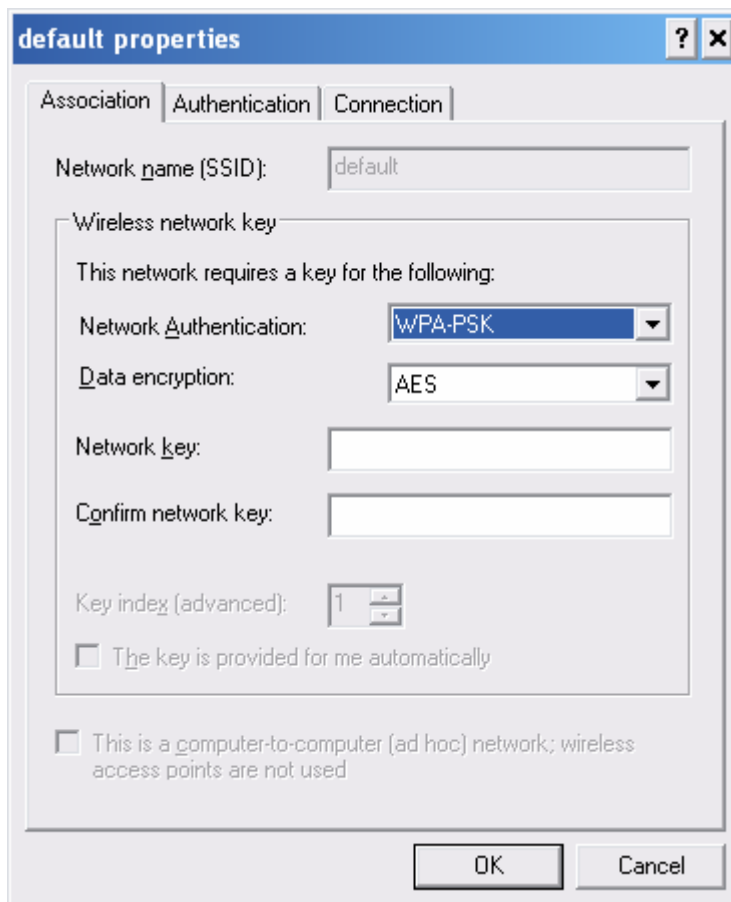 default properties
Association Authentication Connection
Network name (SSID): default
Wireless network key
This network requires a key for the following:
Network Authentication: WPA-PSK
Data encryption: AES
Network key:
Confirm network key:
Key index (advanced): 1
The key is provided for me automatically
This is a computer-to-computer (ad hoc) network; wireless
access points are not used
OK Cancel